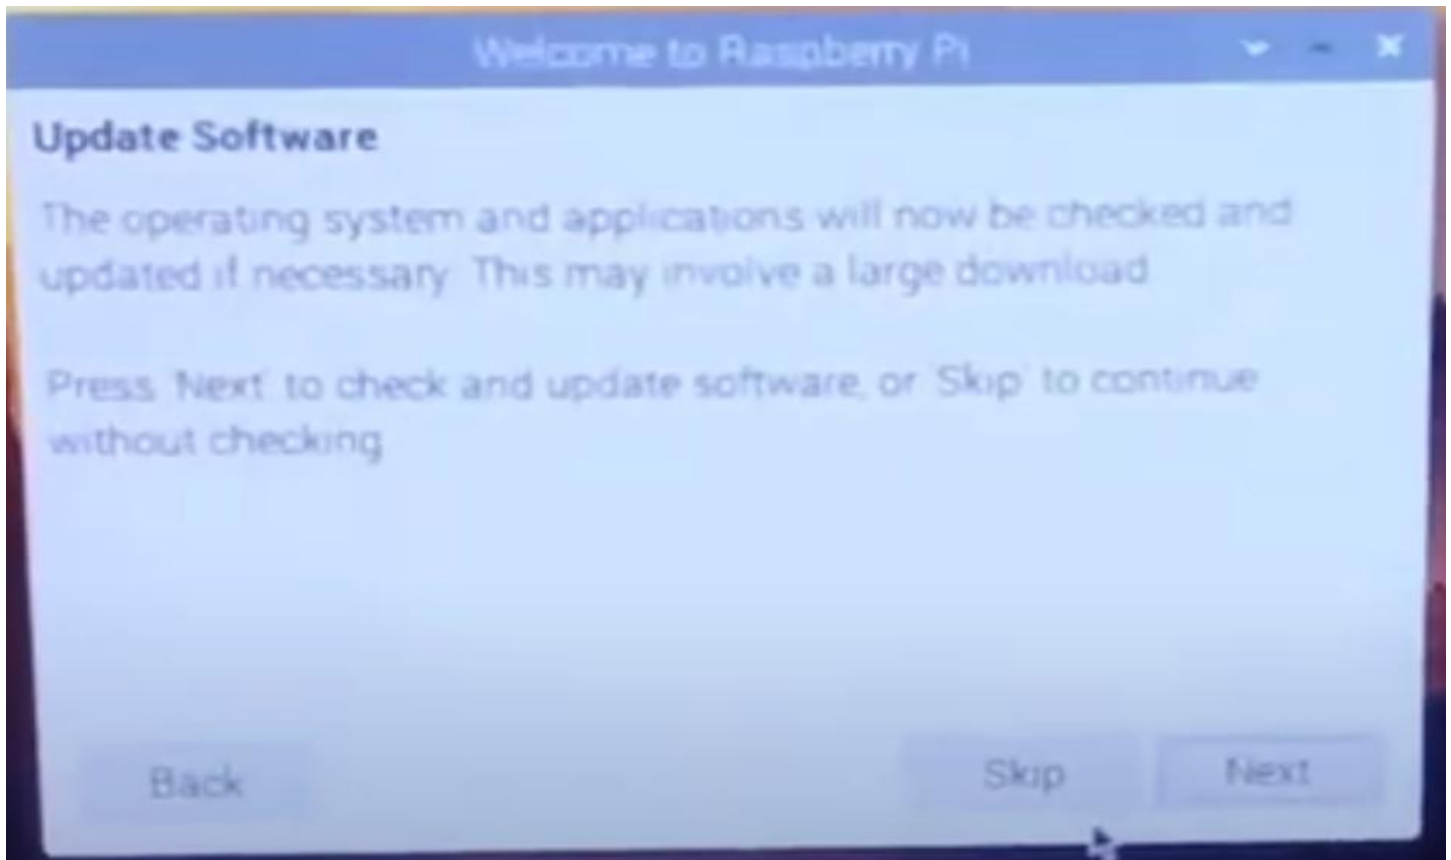 Welcome to Raspberry Pi
Update Software
The operating system and applications will now be checked and
updated if necessary. This may involve a large download.
Press 'Next' to check and update software, or 'Skip' to continue
without checking.
Back
Skip
Next